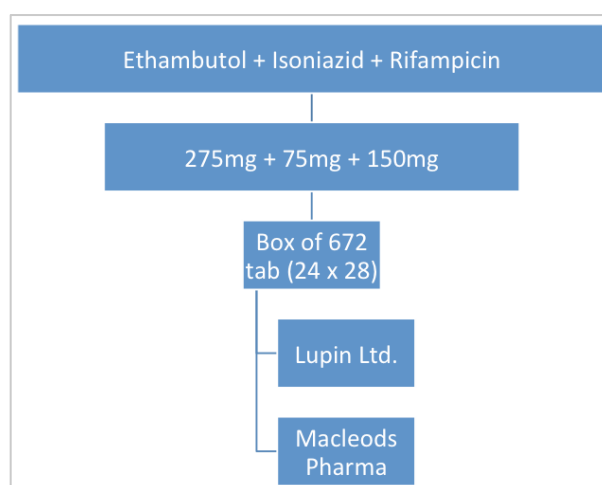 Ethambutol + Isoniazid + Rifampicin
275mg + 75mg + 150mg
Box of 672
tab (24 x 28)
Lupin Ltd.
Macleods
Pharma